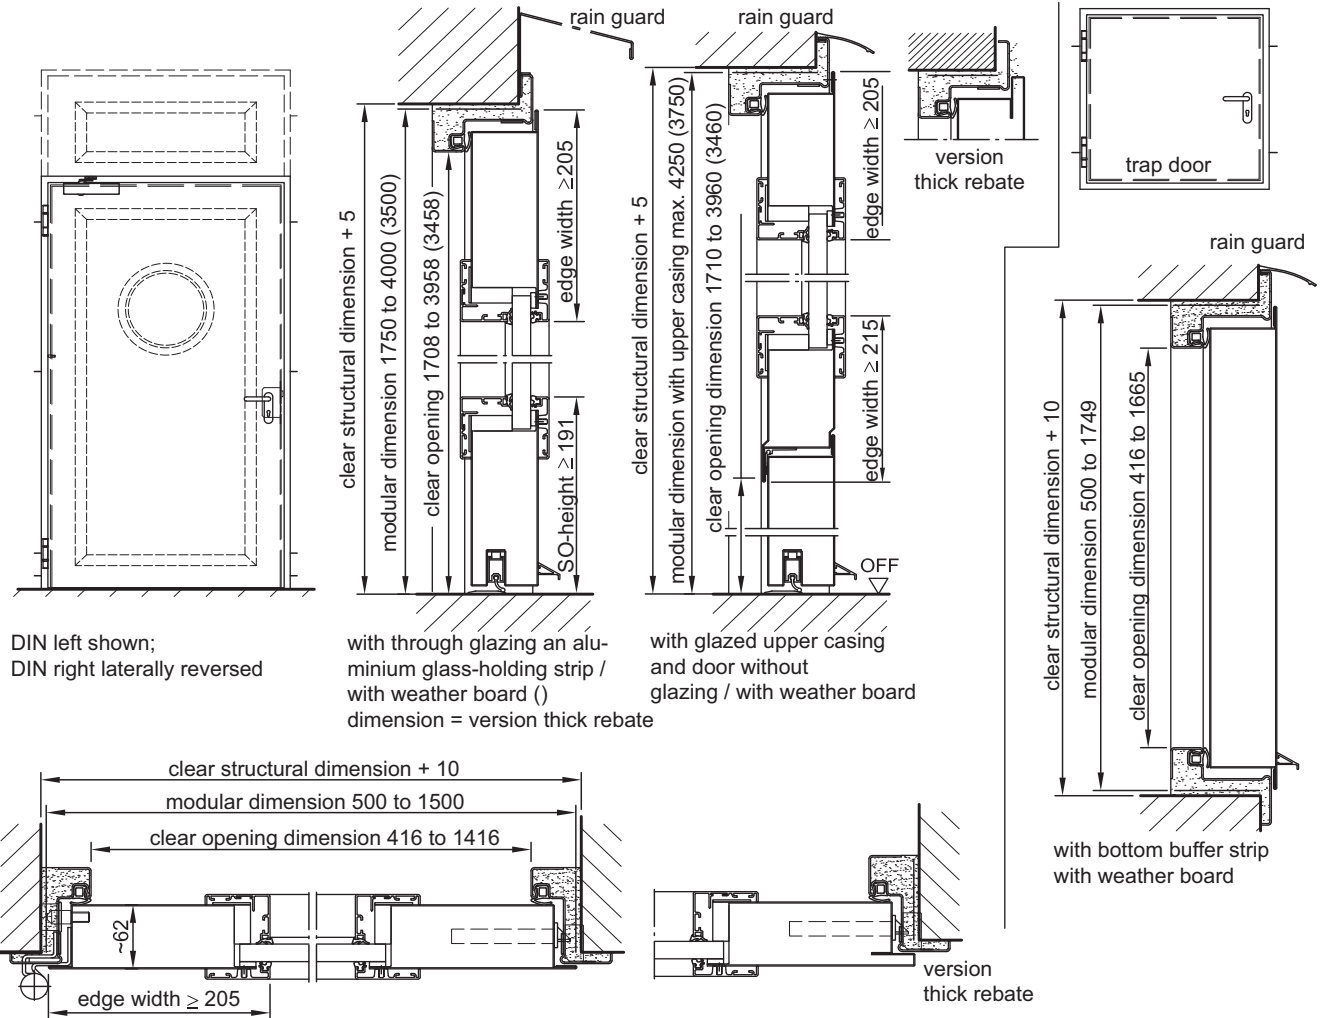 rain guard
clear structural dimension + 5
modular dimension 1750 to 4000 (3500)
clear opening 1708 to 3958 (3458)
edge width ≥205
SO-height ≥ 191
rain guard
clear structural dimension + 5
modular dimension with upper casing max. 4250 (3750)
clear opening dimension 1710 to 3960 (3460)
edge width ≥ 205
edge width ≥ 215
OFF
version
thick rebate
trap door
rain guard
clear structural dimension + 10
modular dimension 500 to 1749
clear opening dimension 416 to 1665
DIN left shown;
DIN right laterally reversed
with through glazing an alu-
minium glass-holding strip /
with weather board ()
dimension = version thick rebate
with glazed upper casing
and door without
glazing / with weather board
with bottom buffer strip
with weather board
clear structural dimension + 10
modular dimension 500 to 1500
clear opening dimension 416 to 1416
~62
edge width ≥ 205
version
thick rebate